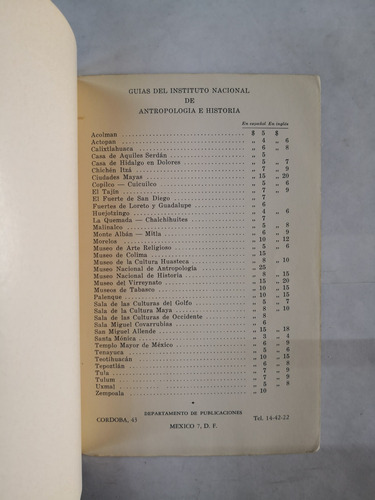 GUIAS DEL INSTITUTO NACIONAL
DE
ANTROPOLOGIA E HISTORIA
En español En inglés
Acolman $ 5 $
Actopan „ 4 „ 6
Calixtlahuaca „ 6 „ 8
Casa de Aquiles Serdán „ 5
Casa de Hidalgo en Dolores „ 5 „ 7
Chichén Itzá „ 7 „ 9
Ciudades Mayas „ 15 „ 20
Copilco — Cuicuilco „ 5 „ 6
El Tajín „ 7 „ 9
El Fuerte de San Diego „ 7
Fuertes de Loreto y Guadalupe „ 6
Huejotzingo „ 4 „ 6
La Quemada — Chalchihuites „ 7
Malinalco „ 5 „ 8
Monte Albán — Mitla „ 6 „ 9
Morelos „ 10 „ 12
Museo de Arte Religioso „ 5 „ 6
Museo de Colima „ 15
Museo de la Cultura Huasteca „ 8 „ 10
Museo Nacional de Antropología „ 25
Museo Nacional de Historia „ 8 „ 15
Museo del Virreynato „ 15 „ 20
Museos de Tabasco „ 10 „ 15
Palenque „ 10 „ 15
Sala de las Culturas del Golfo „ 5 „ 7
Sala de la Cultura Maya „ 8 „ 10
Sala de las Culturas de Occidente „ 8
Sala Miguel Covarrubias „ 6
San Miguel Allende „ 15 „ 18
Santa Mónica „ 3 „ 4
Templo Mayor de México „ 6 „ 9
Tenayuca „ 5 „ 6
Teotihuacán „ 10 „ 15
Tepoztlán „ 6 „ 8
Tula „ 7 „ 9
Tulum „ 7 „ 9
Uxmal „ 5 „ 8
Zempoala „ 10
DEPARTAMENTO DE PUBLICACIONES
CORDOBA, 45 Tel. 14-42-22
MEXICO 7, D. F.